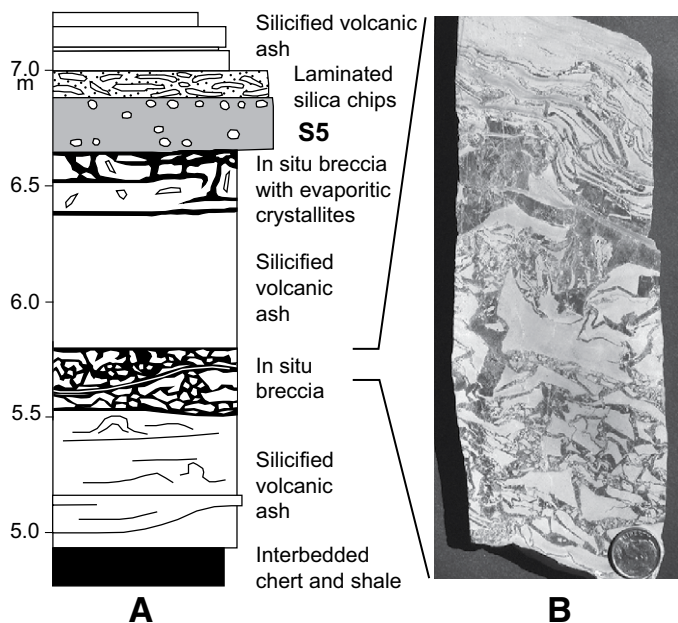 Silicified volcanic
ash
7.0
m
Laminated
silica chips
S5
In situ breccia
with evaporitic
crystallites
6.5
Silicified
volcanic
ash
6.0
In situ
breccia
5.5
Silicified
volcanic
ash
5.0
Interbedded
chert and shale
A
B